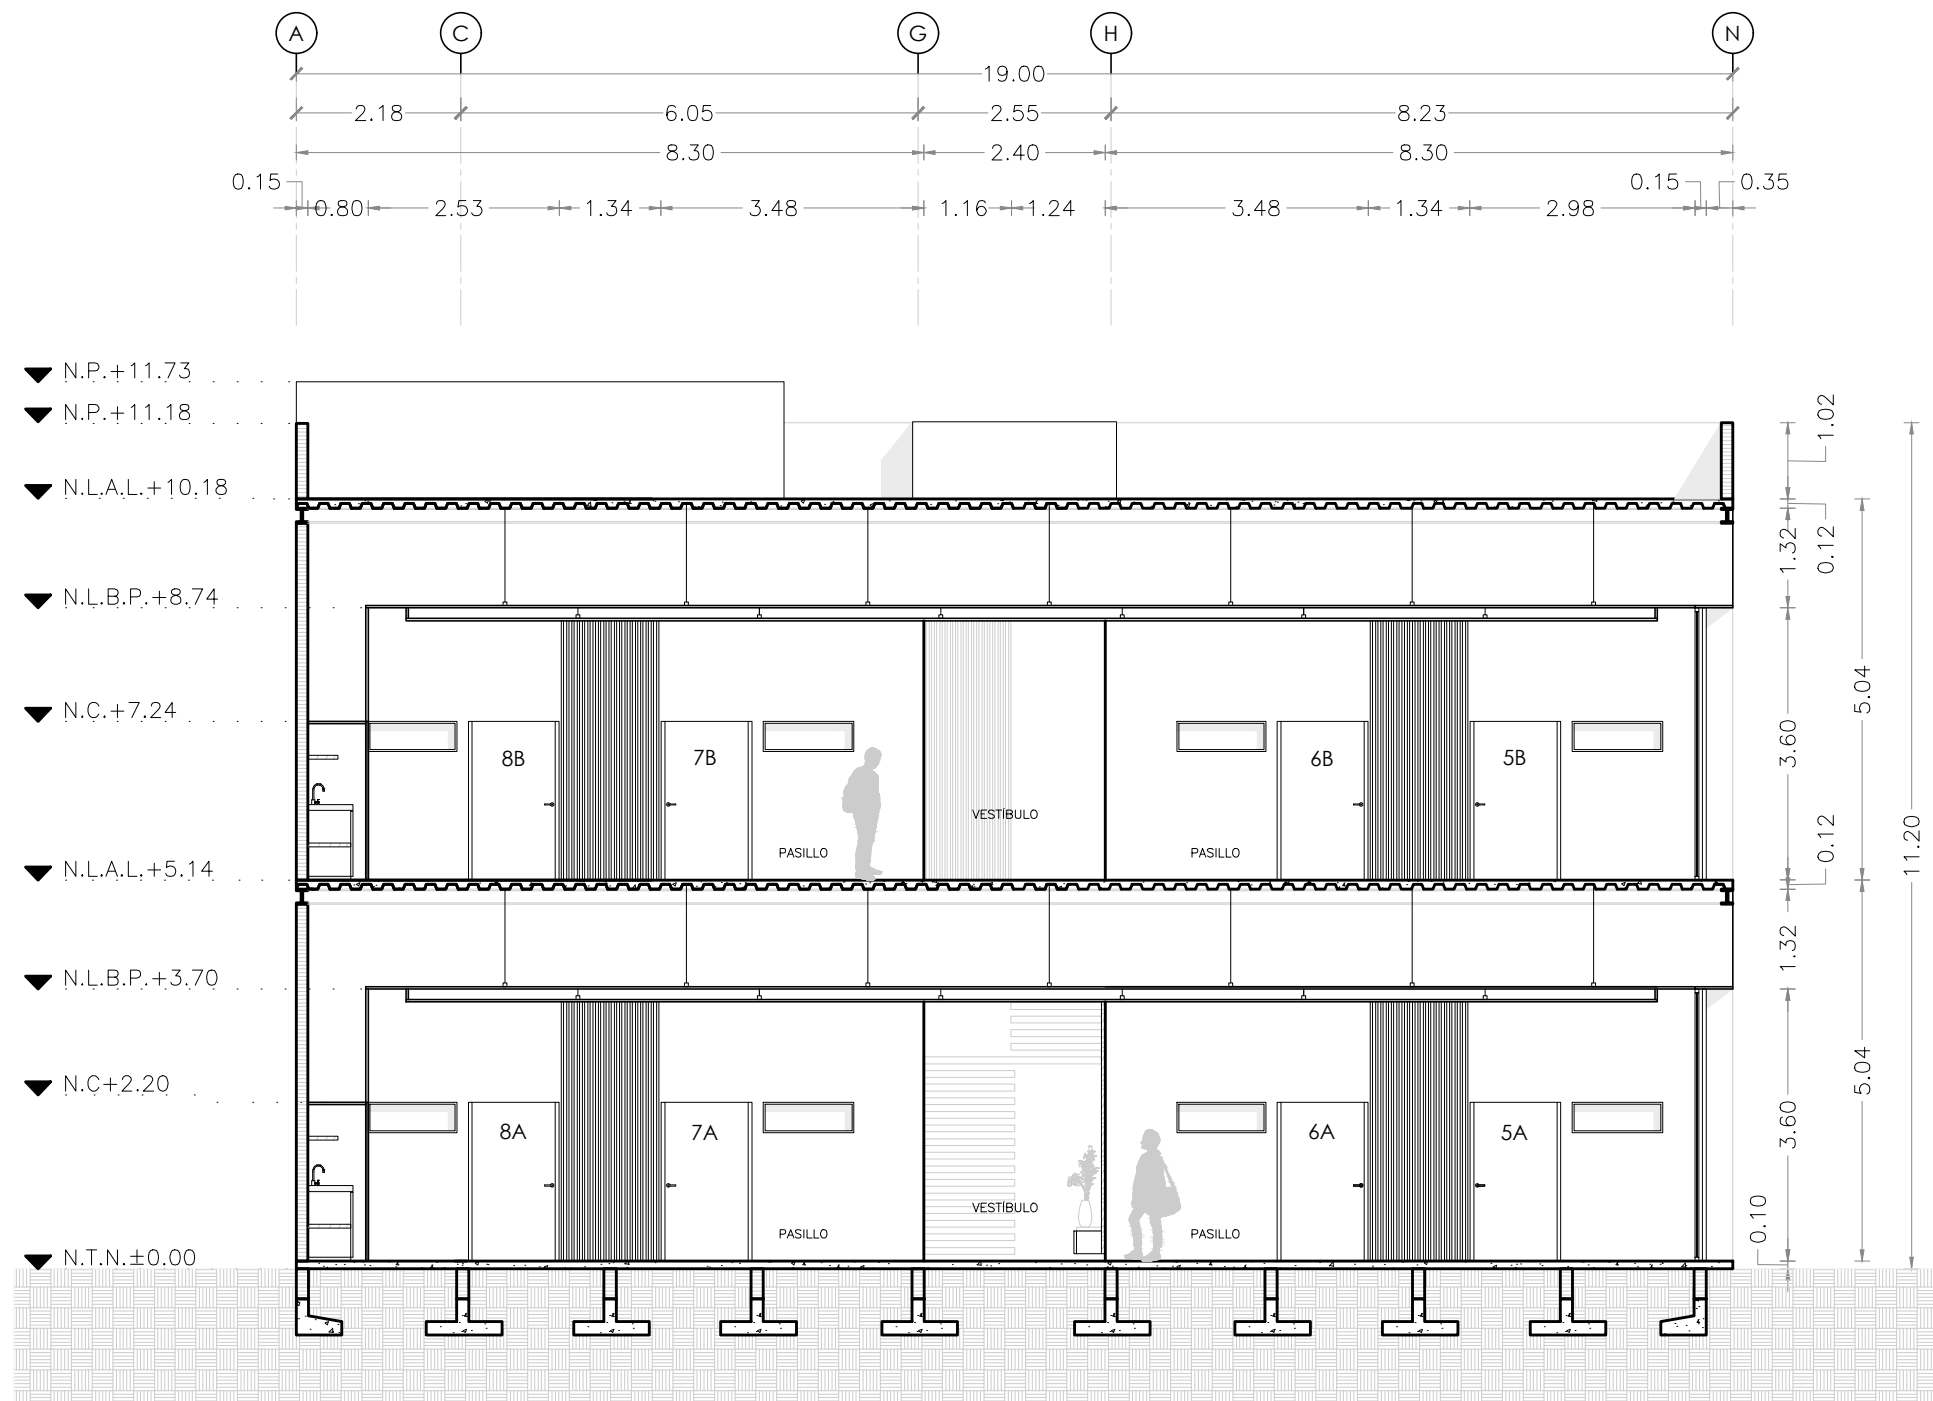 A C G H N
19.00
2.18 6.05 2.55 8.23
8.30 2.40 8.30
0.15 0.15 0.35
0.80 2.53 1.34 3.48 1.16 1.24 3.48 1.34 2.98
N.P.+11.73
N.P.+11.18
1.02
N.L.A.L.+10.18
1.32 0.12
N.L.B.P.+8.74
5.04
N.C.+7.24
3.60
8B 7B 6B 5B
VESTÍBULO
11.20
0.12
PASILLO PASILLO
N.L.A.L.+5.14
1.32
N.L.B.P.+3.70
5.04
N.C+2.20
3.60
8A 7A 6A 5A
VESTÍBULO
0.10
PASILLO PASILLO
N.T.N.±0.00